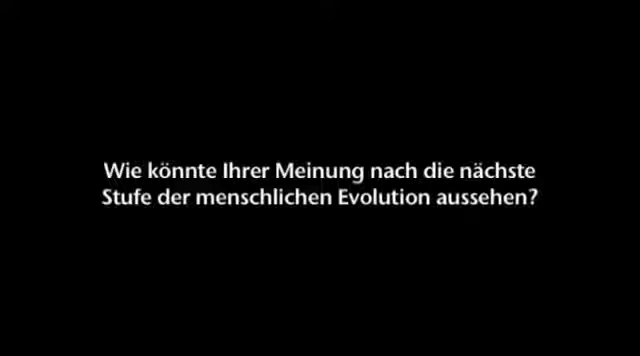 Wie könnte Ihrer Meinung nach die nächste
Stufe der menschlichen Evolution aussehen?